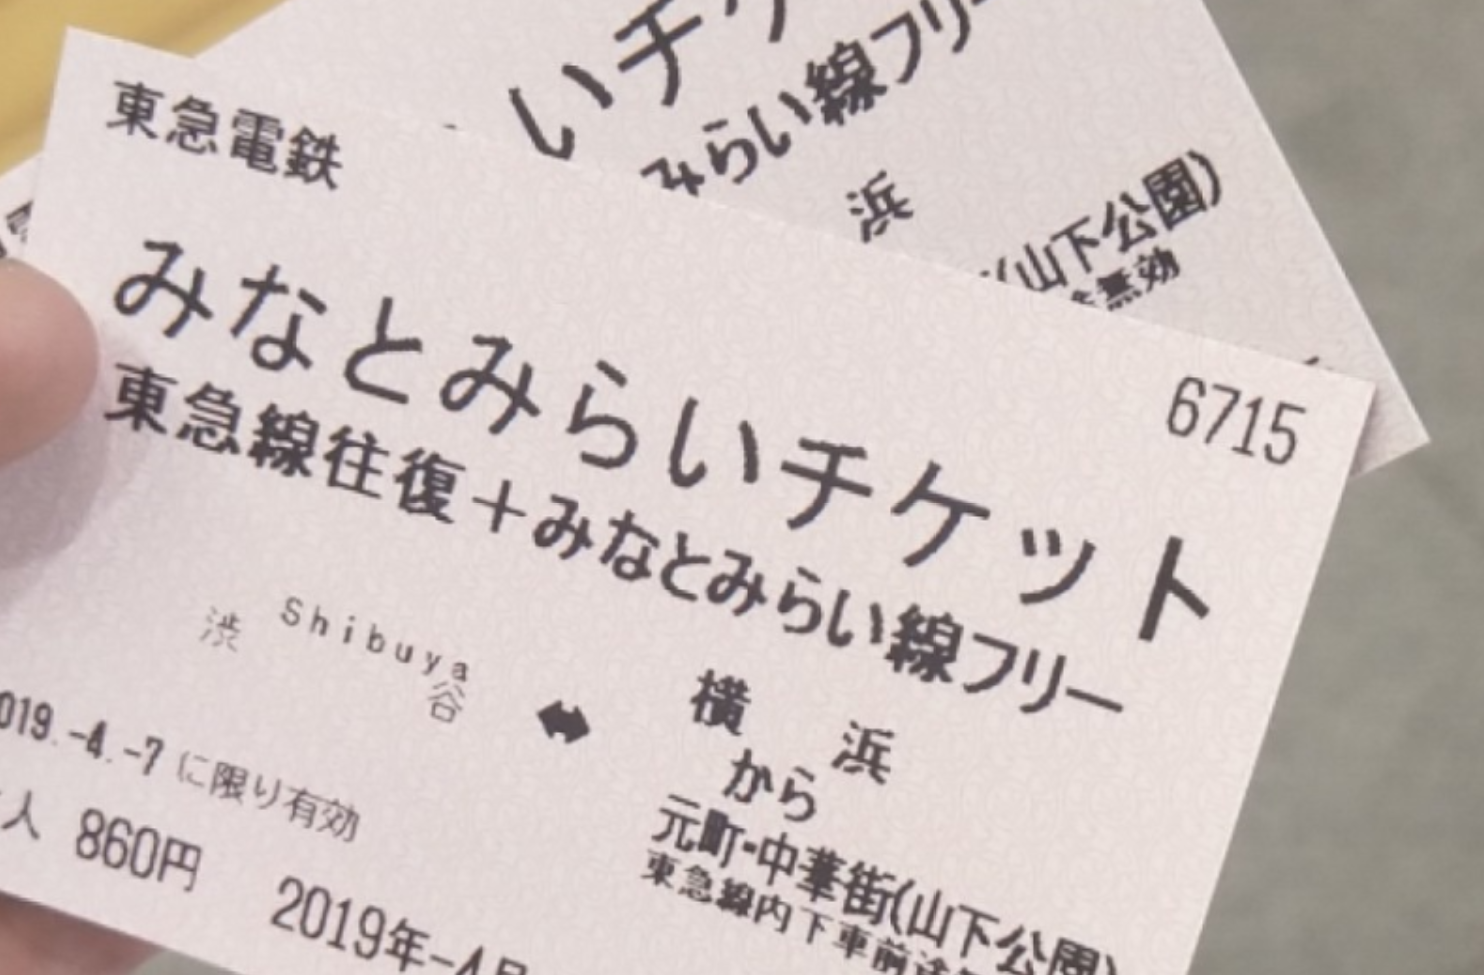 いチケ
みらい線フリー
浜
(山下公園)
無効
東急電鉄
6715
みなとみらいチケット
東急線往復＋みなとみらい線フリー
Shibuya
渋谷 ⬌ 横浜
から
元町・中華街(山下公園)
東急線内下車前途
019.-4.-7 に限り有効
人 860円 2019年-4月